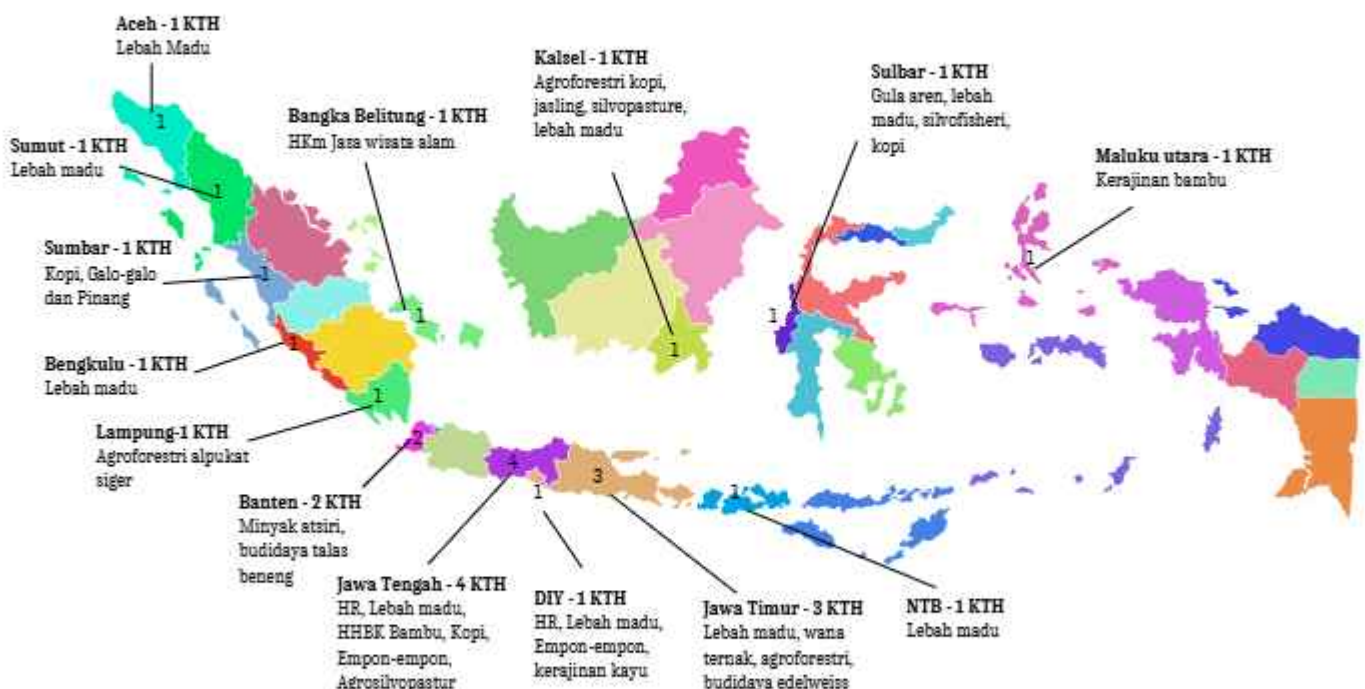 Aceh - 1 KTH
Lebah Madu
1
Sumut - 1 KTH
Lebah madu
1
Sumbar - 1 KTH
Kopi, Galo-galo
dan Pinang
1
Bengkulu - 1 KTH
Lebah madu
1
Lampung-1 KTH
Agroforestri alpukat
siger
1
Bangka Belitung - 1 KTH
HKm Jasa wisata alam
1
Banten - 2 KTH
Minyak atsiri,
budidaya talas
beneng
2
Jawa Tengah - 4 KTH
HR, Lebah madu,
HHBK Bambu, Kopi,
Empon-empon,
Agrosilvopastur
4
DIY - 1 KTH
HR, Lebah madu,
Empon-empon,
kerajinan kayu
1
Jawa Timur - 3 KTH
Lebah madu, wana
ternak, agroforestri,
budidaya edelweiss
3
NTB - 1 KTH
Lebah madu
1
Kalsel - 1 KTH
Agroforestri kopi,
jasling, silvopasture,
lebah madu
1
Sulbar - 1 KTH
Gula aren, lebah
madu, silvofisheri,
kopi
1
Maluku utara - 1 KTH
Kerajinan bambu
1